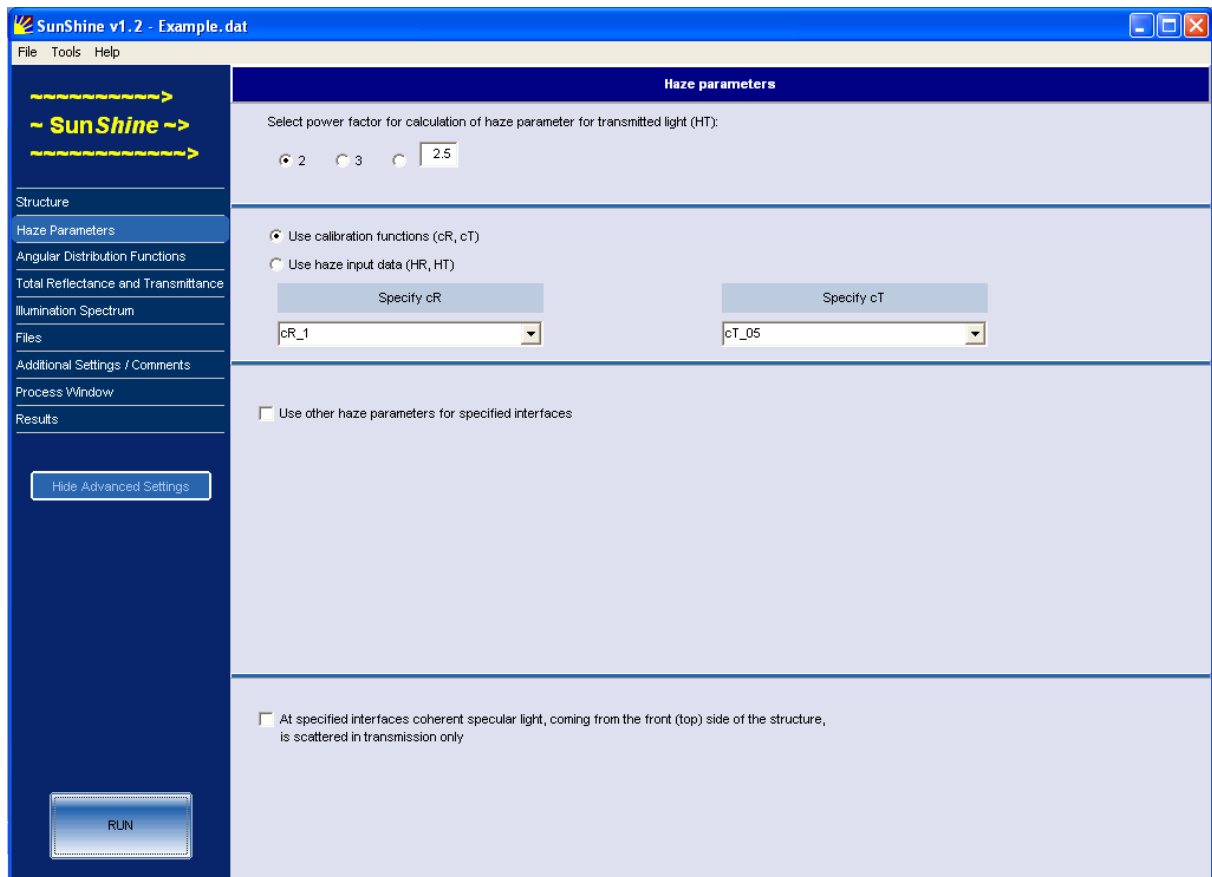 SunShine v1.2 - Example.dat
File Tools Help
~~~~~~~~~~>
~ SunShine ~>
~~~~~~~~~~~~>
Structure
Haze Parameters
Angular Distribution Functions
Total Reflectance and Transmittance
Illumination Spectrum
Files
Additional Settings / Comments
Process Window
Results
Hide Advanced Settings
RUN
Haze parameters
Select power factor for calculation of haze parameter for transmitted light (HT):
2 3 2.5
Use calibration functions (cR, cT)
Use haze input data (HR, HT)
Specify cR Specify cT
cR_1 cT_05
Use other haze parameters for specified interfaces
At specified interfaces coherent specular light, coming from the front (top) side of the structure,
is scattered in transmission only